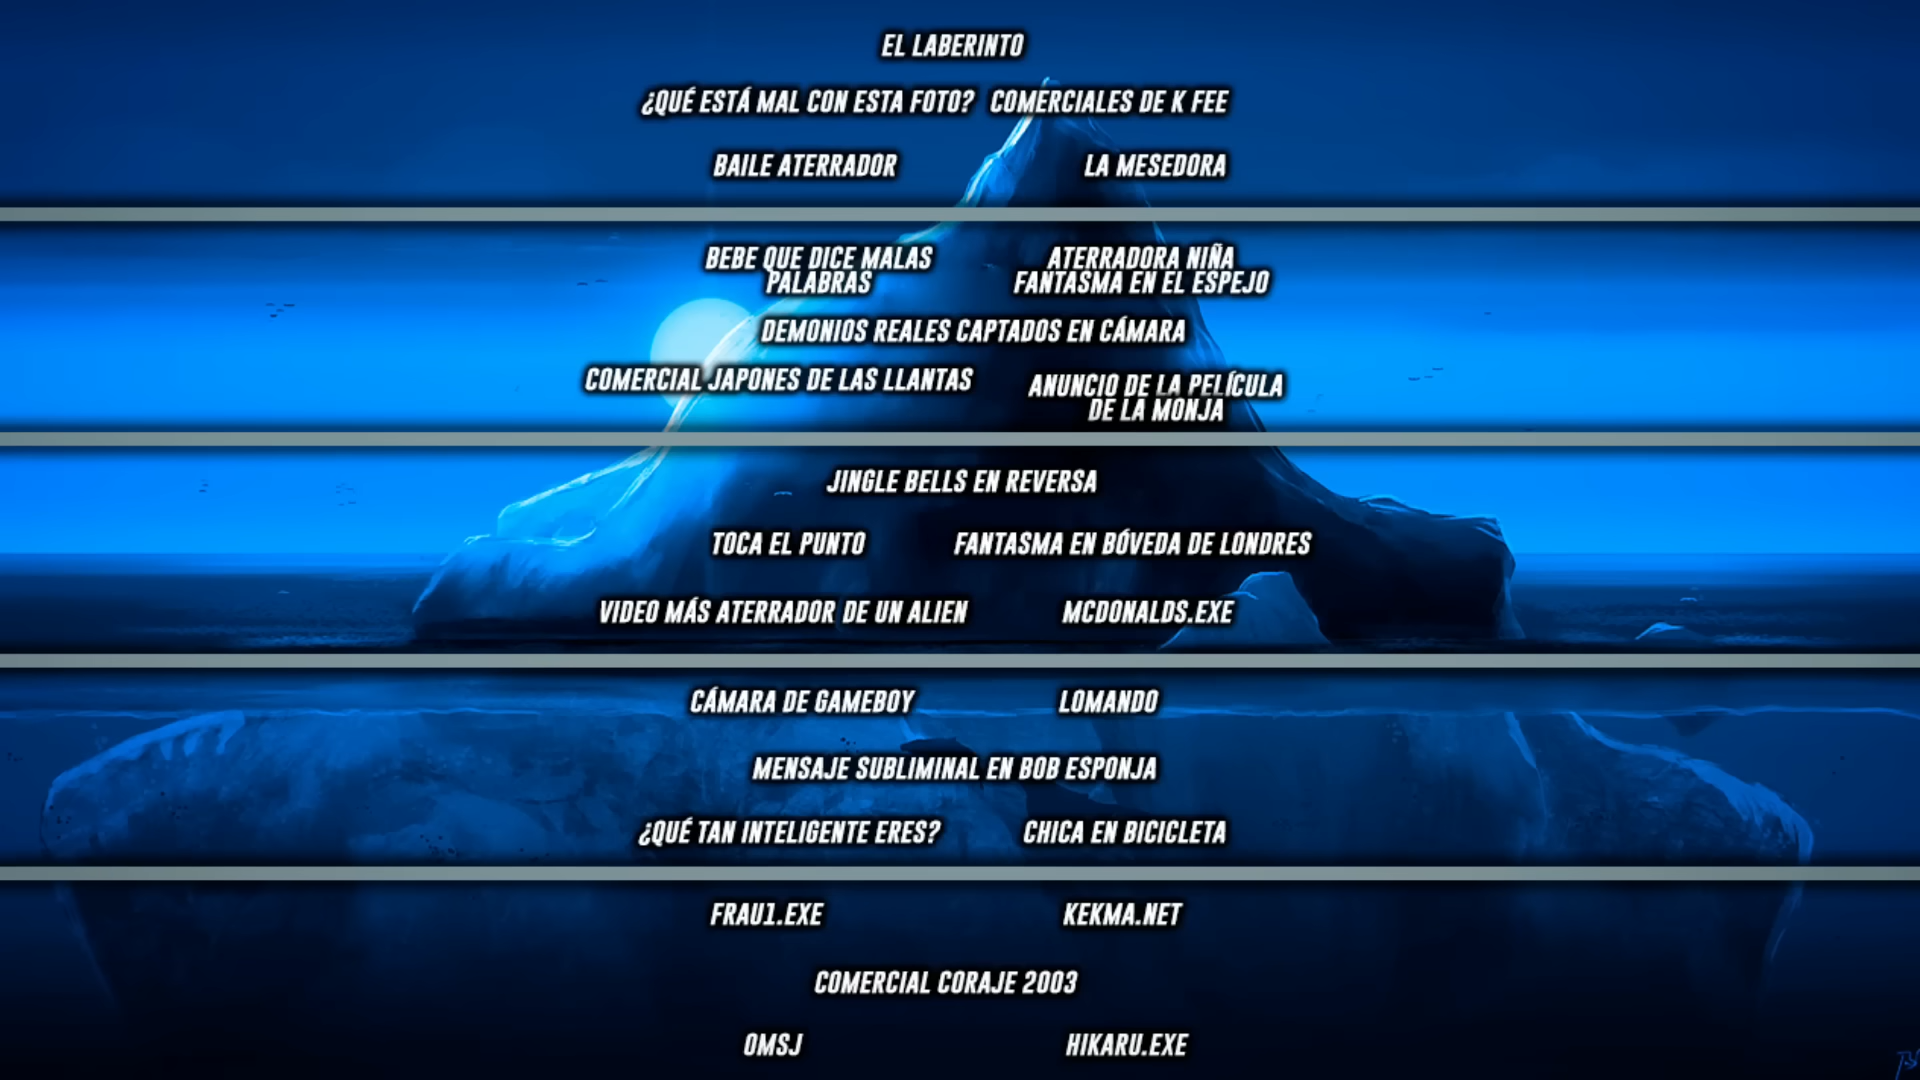 EL LABERINTO
¿QUÉ ESTÁ MAL CON ESTA FOTO? COMERCIALES DE K FEE
BAILE ATERRADOR LA MESEDORA
BEBE QUE DICE MALAS
PALABRAS
ATERRADORA NIÑA
FANTASMA EN EL ESPEJO
DEMONIOS REALES CAPTADOS EN CÁMARA
COMERCIAL JAPONES DE LAS LLANTAS
ANUNCIO DE LA PELÍCULA
DE LA MONJA
JINGLE BELLS EN REVERSA
TOCA EL PUNTO FANTASMA EN BÓVEDA DE LONDRES
VIDEO MÁS ATERRADOR DE UN ALIEN MCDONALDS.EXE
CÁMARA DE GAMEBOY LOMANDO
MENSAJE SUBLIMINAL EN BOB ESPONJA
¿QUÉ TAN INTELIGENTE ERES? CHICA EN BICICLETA
FRAU1.EXE KEKMA.NET
COMERCIAL CORAJE 2003
OMSJ HIKARU.EXE